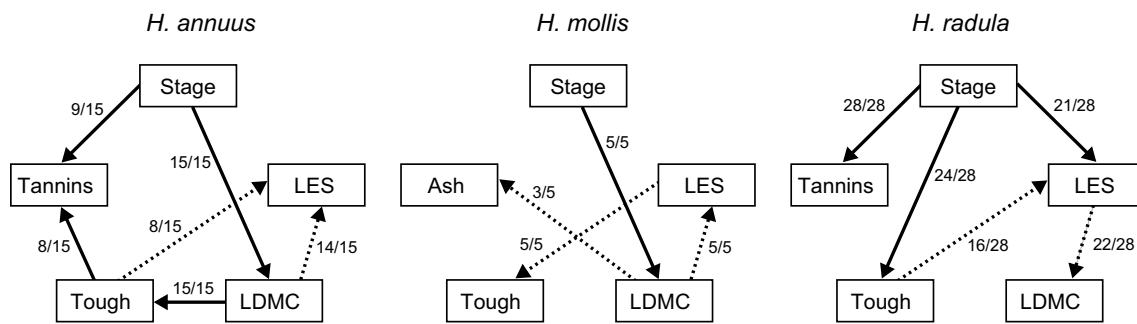 H. annuus
H. mollis
H. radula
Stage
9/15
15/15
Tannins
LES
8/15
8/15
14/15
Tough
15/15
LDMC
Stage
5/5
Ash
3/5
LES
5/5
5/5
Tough
LDMC
Stage
28/28
21/28
Tannins
24/28
LES
16/28
22/28
Tough
LDMC